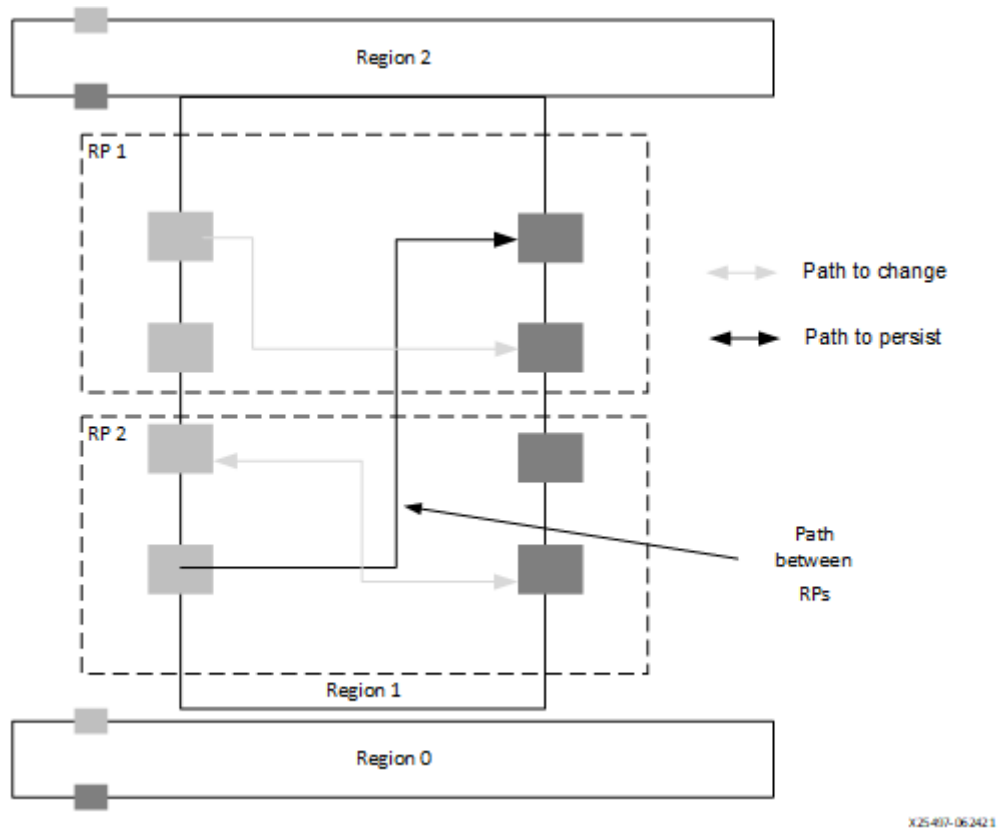 Region 2
RP 1
Path to change
Path to persist
RP 2
Path
between
RPs
Region 1
Region 0
X25497-062421